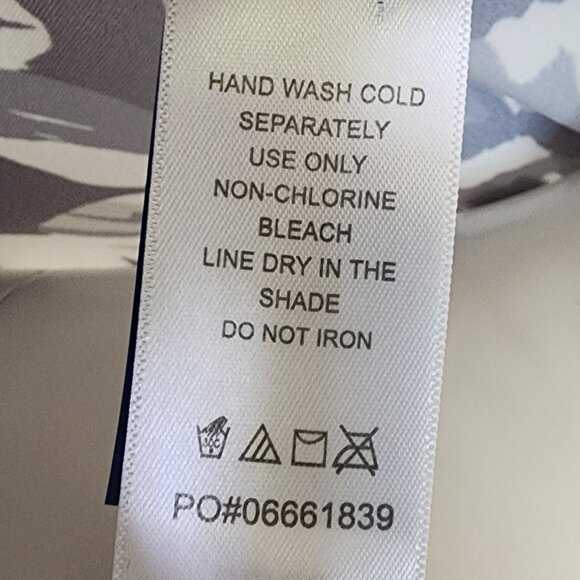 HAND WASH COLD
SEPARATELY
USE ONLY
NON-CHLORINE
BLEACH
LINE DRY IN THE
SHADE
DO NOT IRON
30C
PO#06661839